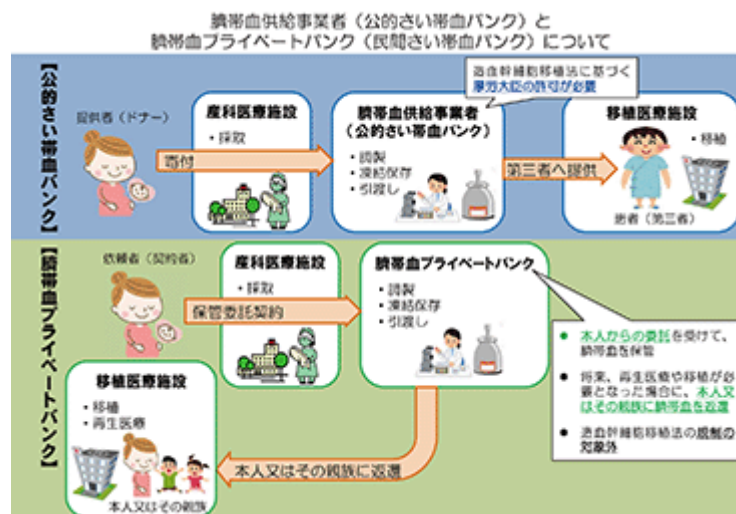 臍帯血供給事業者（公的さい帯血バンク）と
臍帯血プライベートバンク（民間さい帯血バンク）について
【公的さい帯血バンク】
提供者（ドナー）
産科医療施設
・採取
寄付
造血幹細胞移植法に基づく
厚労大臣の許可が必要
臍帯血供給事業者
（公的さい帯血バンク）
・調製
・凍結保存
・引渡し
第三者へ提供
移植医療施設
・移植
患者（第三者）
【臍帯血プライベートバンク】
依頼者（契約者）
産科医療施設
・採取
保管委託契約
臍帯血プライベートバンク
・調製
・凍結保存
・引渡し
● 本人からの委託を受けて、
臍帯血を保管
● 将来、再生医療や移植が必
要となった場合に、本人又
はその親族に臍帯血を返還
● 造血幹細胞移植法の規制の
対象外
移植医療施設
・移植
・再生医療
本人又はその親族
本人又はその親族に返還